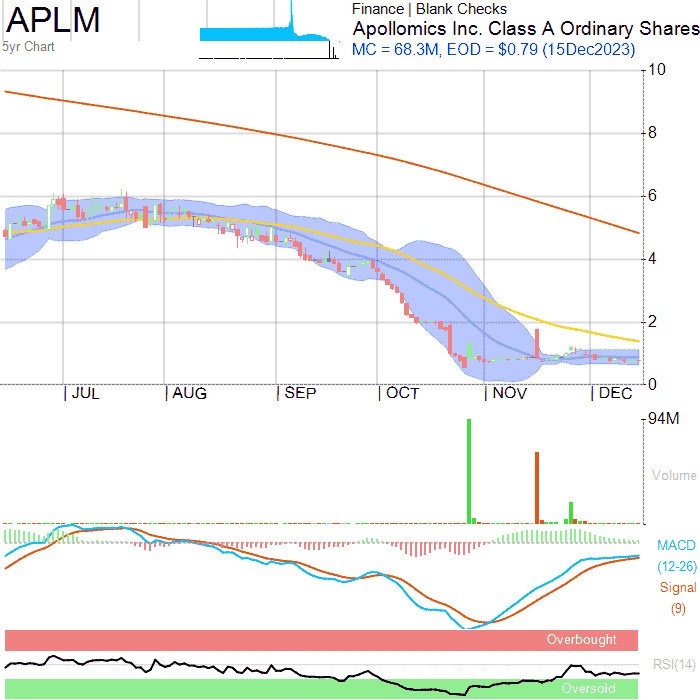 APLM
5yr Chart
Finance | Blank Checks
Apollomics Inc. Class A Ordinary Shares
MC = 68.3M, EOD = $0.79 (15Dec2023)
10
8
6
4
2
0
JUL AUG SEP OCT NOV DEC
94M
Volume
MACD
(12-26)
Signal
(9)
Overbought
RSI(14)
Oversold